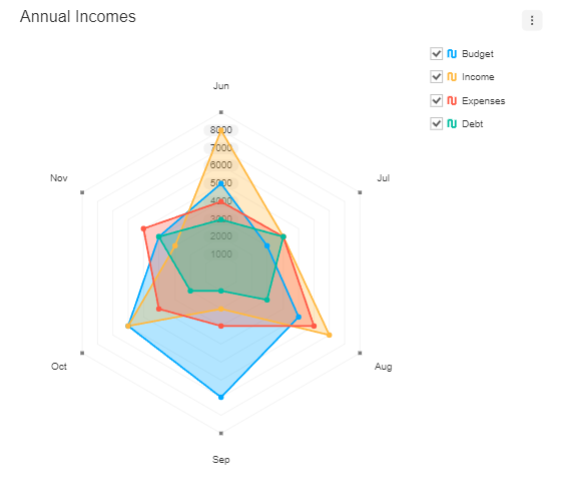 Annual Incomes
Budget
Income
Expenses
Debt
Jun
8000
7000
6000
5000
4000
3000
2000
1000
Nov
Jul
Oct
Aug
Sep